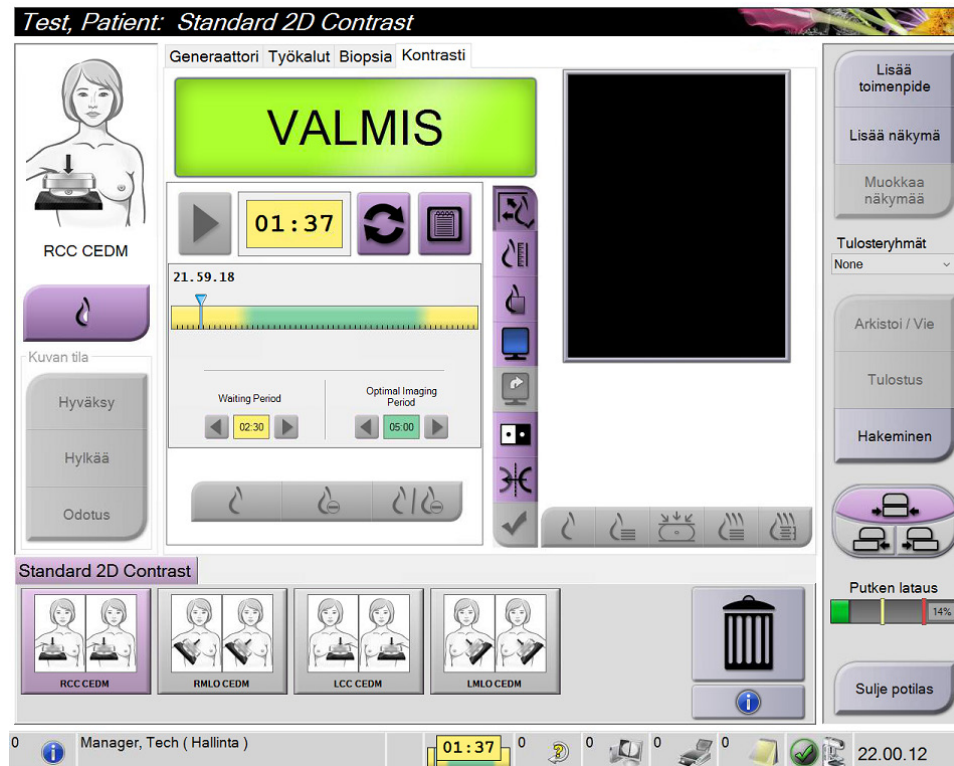 Test, Patient: Standard 2D Contrast
Generaattori Työkalut Biopsia Kontrasti
VALMIS
RCC CEDM
01:37
21.59.18
Waiting Period
02:30
Optimal Imaging
Period
05:00
Kuvan tila
Hyväksy
Hylkää
Odotus
Lisää
toimenpide
Lisää näkymä
Muokkaa
näkymää
Tulosteryhmät
None
Arkistoi / Vie
Tulostus
Hakeminen
Putken lataus
14%
Sulje potilas
Standard 2D Contrast
RCC CEDM
RMLO CEDM
LCC CEDM
LMLO CEDM
0
Manager, Tech ( Hallinta )
01:37
0
0
0
0
22.00.12